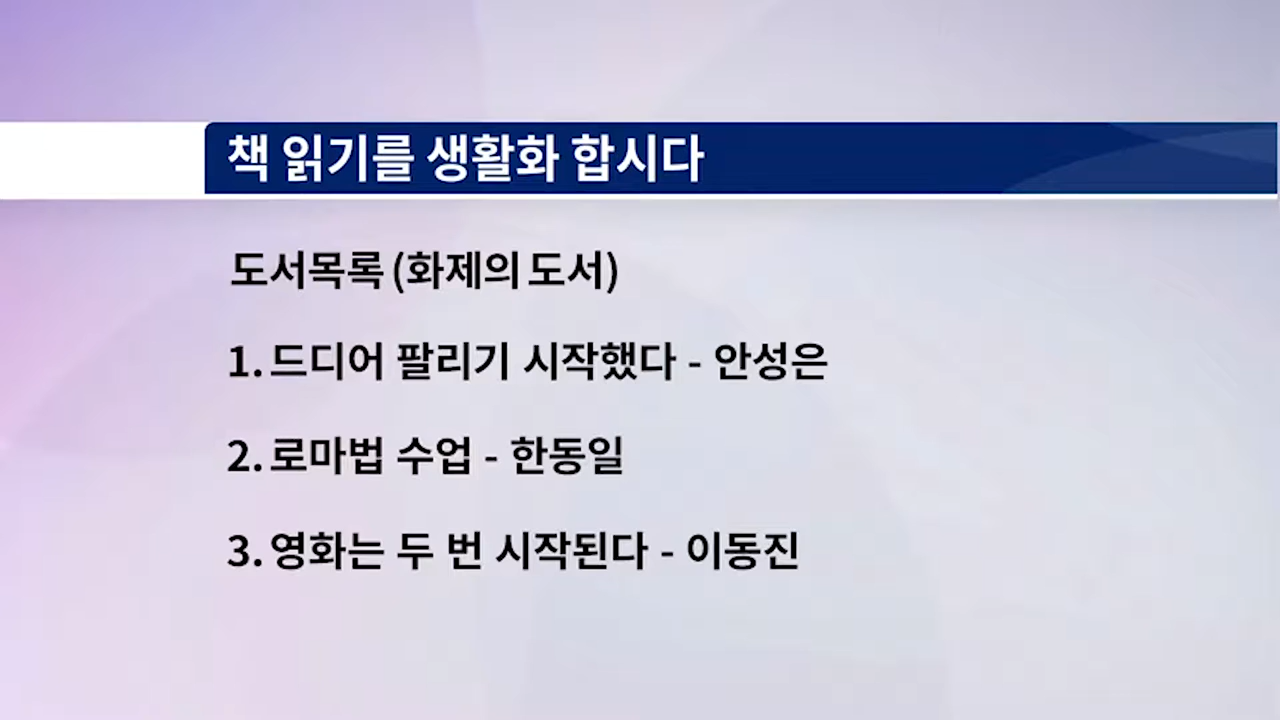 책 읽기를 생활화 합시다
도서목록 (화제의 도서)
1. 드디어 팔리기 시작했다 - 안성은
2. 로마법 수업 - 한동일
3. 영화는 두 번 시작된다 - 이동진